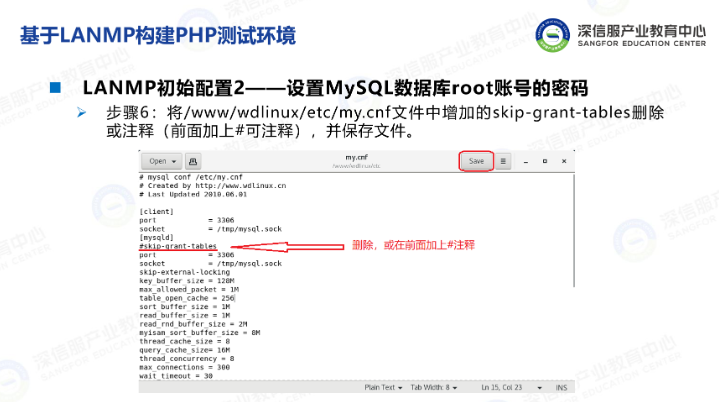 基于LANMP构建PHP测试环境
深信服产业教育中心
SANGFOR EDUCATION CENTER
LANMP初始配置2——设置MySQL数据库root账号的密码
步骤6：将/www/wdlinux/etc/my.cnf文件中增加的skip-grant-tables删除
或注释（前面加上#可注释），并保存文件。
Open
my.cnf
/www/wdlinux/etc
Save
# mysql conf /etc/my.cnf
# Created by http://www.wdlinux.cn
# Last Updated 2010.06.01
[client]
port = 3306
socket = /tmp/mysql.sock
[mysqld]
#skip-grant-tables
删除，或在前面加上#注释
port = 3306
socket = /tmp/mysql.sock
skip-external-locking
key_buffer_size = 128M
max_allowed_packet = 1M
table_open_cache = 256
sort_buffer_size = 1M
read_buffer_size = 1M
read_rnd_buffer_size = 2M
myisam_sort_buffer_size = 8M
thread_cache_size = 8
query_cache_size= 16M
thread_concurrency = 8
max_connections = 300
wait_timeout = 30
Plain Text
Tab Width: 8
Ln 15, Col 23
INS